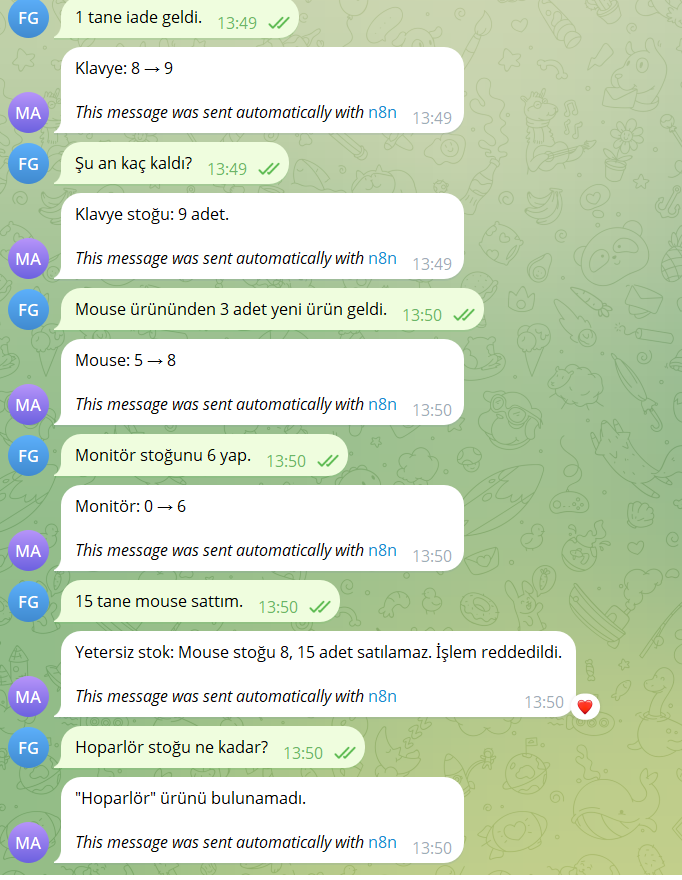 FG
1 tane iade geldi. 13:49
Klavye: 8 → 9
This message was sent automatically with n8n 13:49
MA
FG
Şu an kaç kaldı? 13:49
Klavye stoğu: 9 adet.
This message was sent automatically with n8n 13:49
MA
FG
Mouse ürününden 3 adet yeni ürün geldi. 13:50
Mouse: 5 → 8
This message was sent automatically with n8n 13:50
MA
FG
Monitör stoğunu 6 yap. 13:50
Monitör: 0 → 6
This message was sent automatically with n8n 13:50
MA
FG
15 tane mouse sattım. 13:50
Yetersiz stok: Mouse stoğu 8, 15 adet satılamaz. İşlem reddedildi.
This message was sent automatically with n8n 13:50
MA
FG
Hoparlör stoğu ne kadar? 13:50
"Hoparlör" ürünü bulunamadı.
This message was sent automatically with n8n 13:50
MA